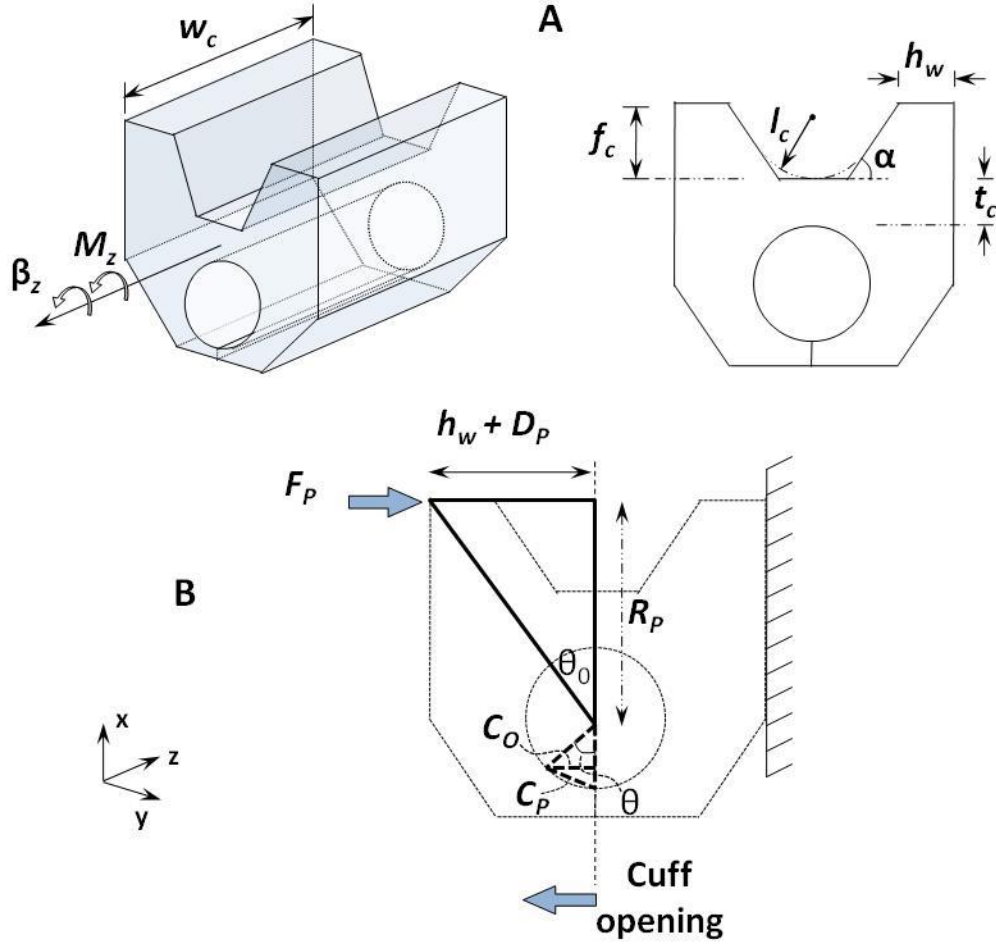 A
w_c
M_z
β_z
h_w
f_c
l_c
α
t_c
B
h_w + D_P
F_P
R_P
θ_0
C_O
C_P
θ
x
z
y
Cuff
opening